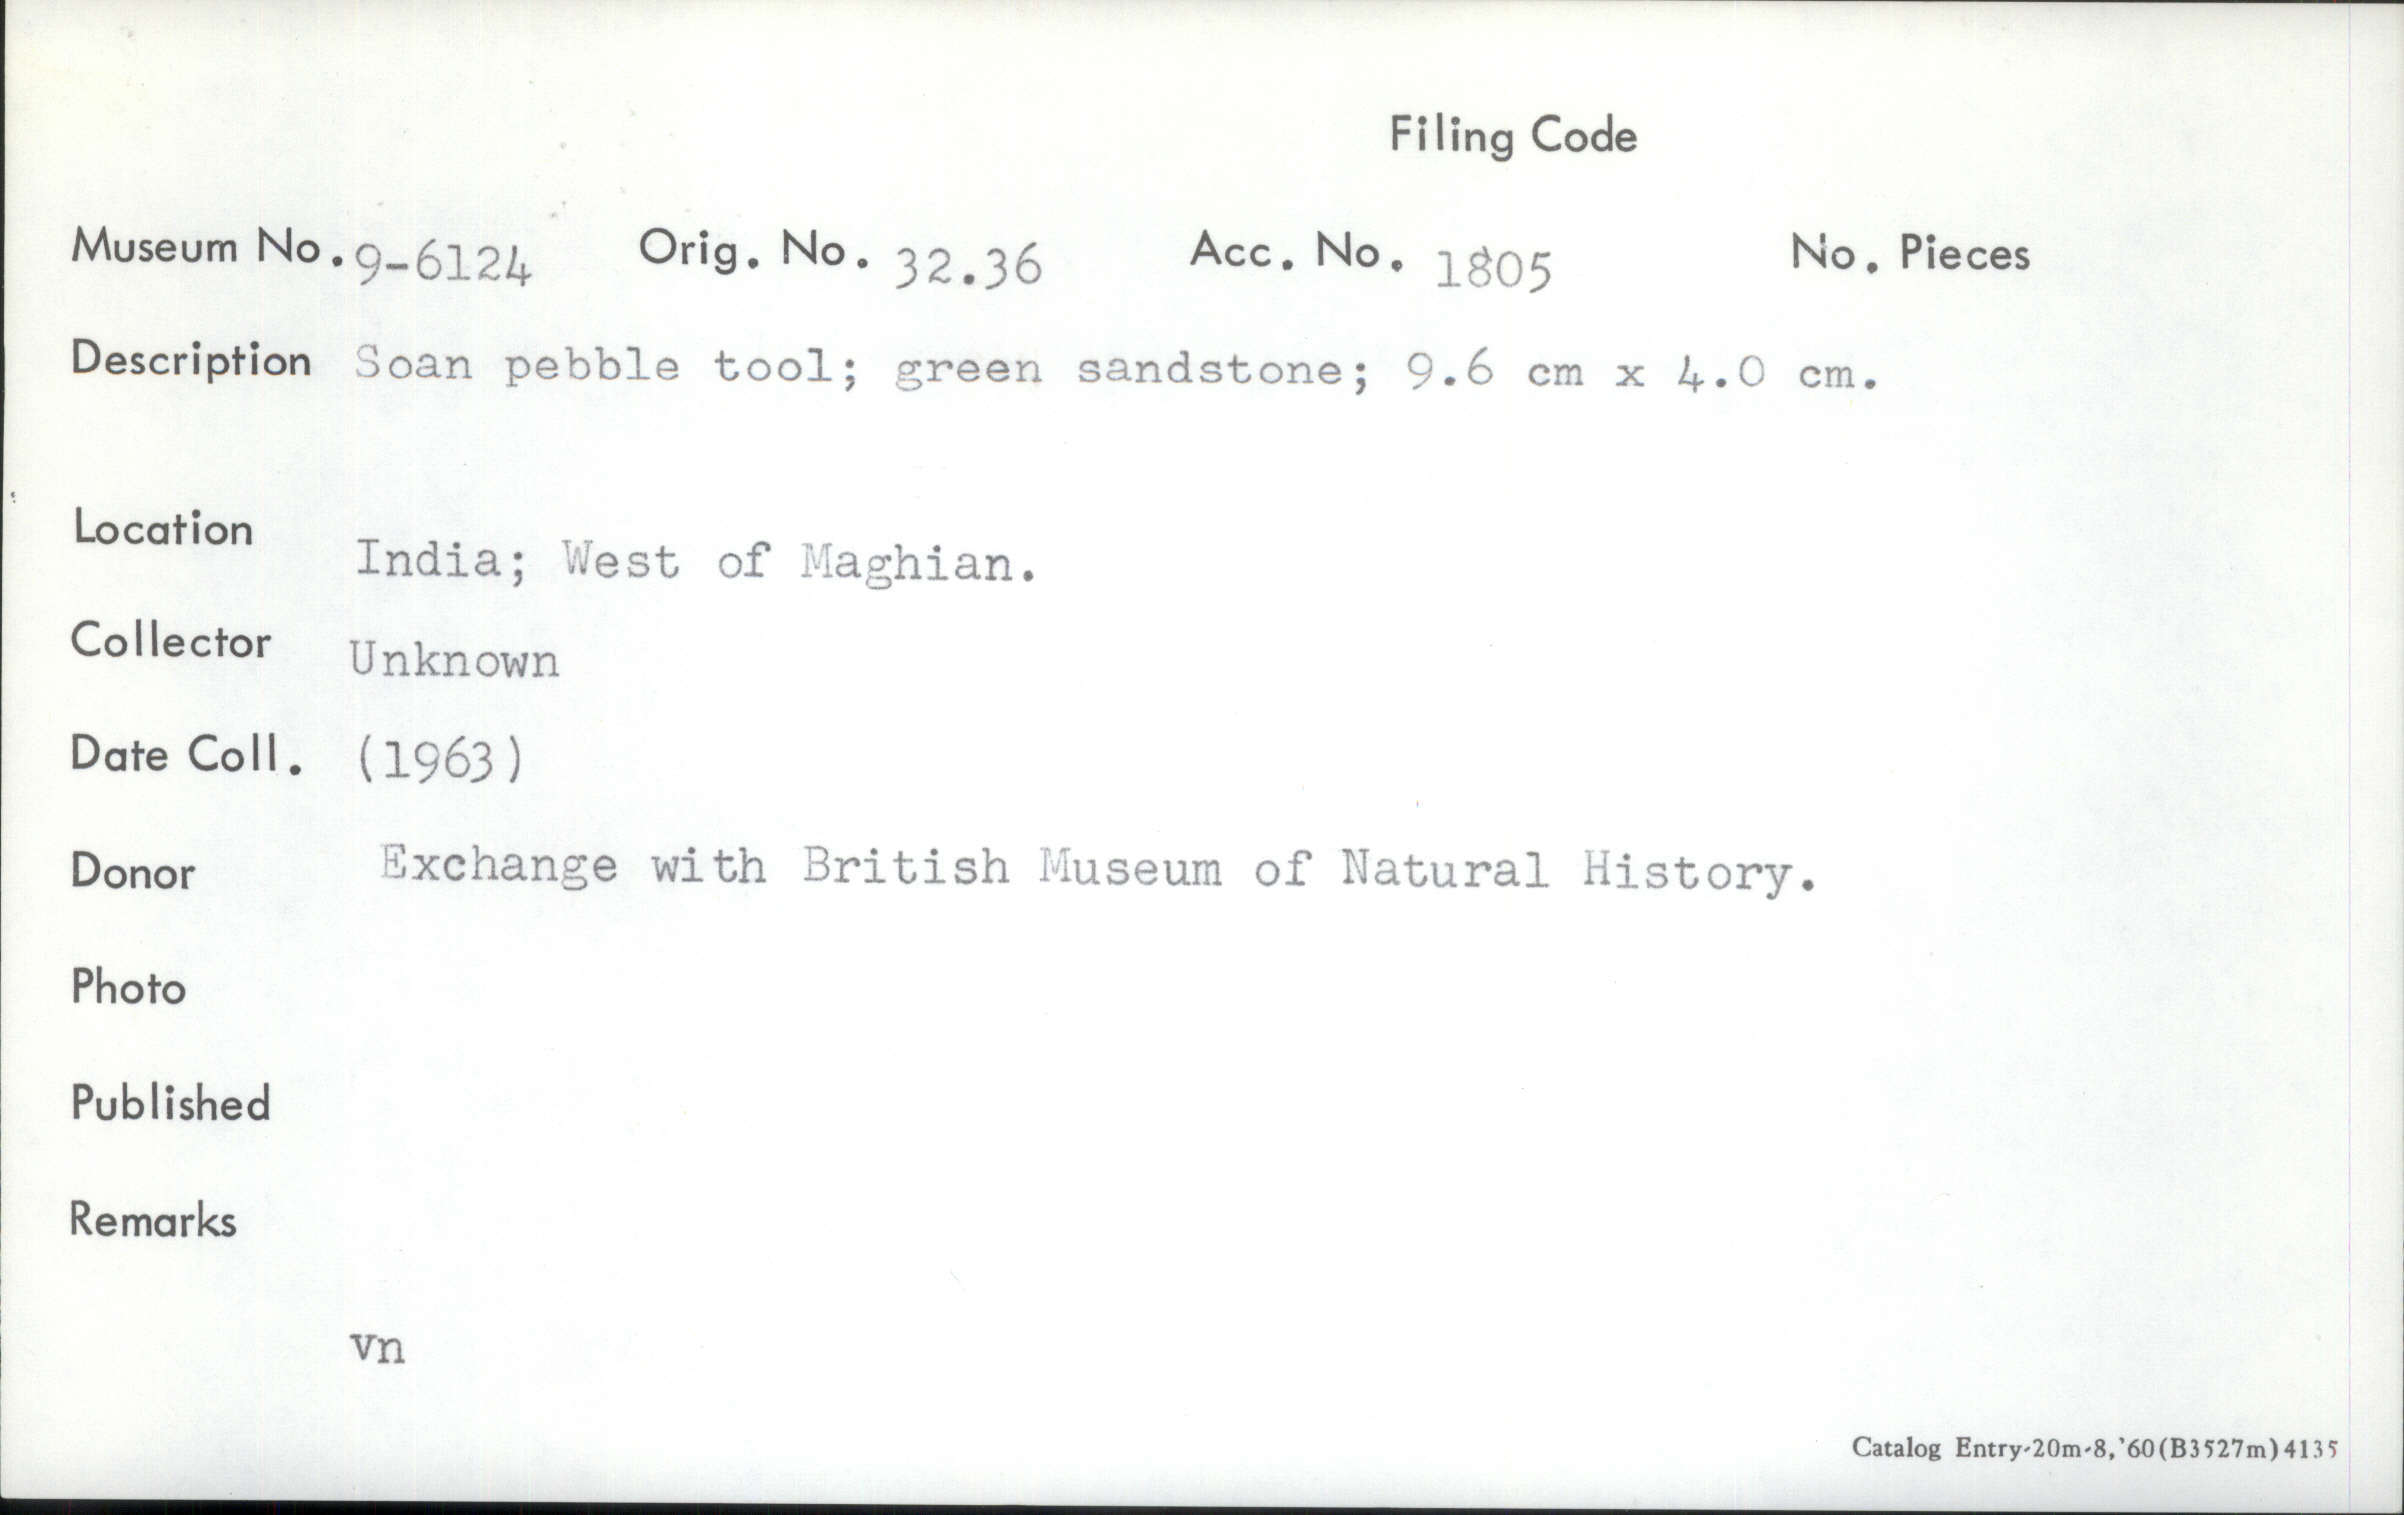 Filing Code
Museum No. 9-6124 Orig. No. 32.36 Acc. No. 1805 No. Pieces
Description Soan pebble tool; green sandstone; 9.6 cm x 4.0 cm.
Location India; West of Maghian.
Collector Unknown
Date Coll. (1963)
Donor Exchange with British Museum of Natural History.
Photo
Published
Remarks
vn
Catalog Entry-20m-8,'60(B3527m)4135